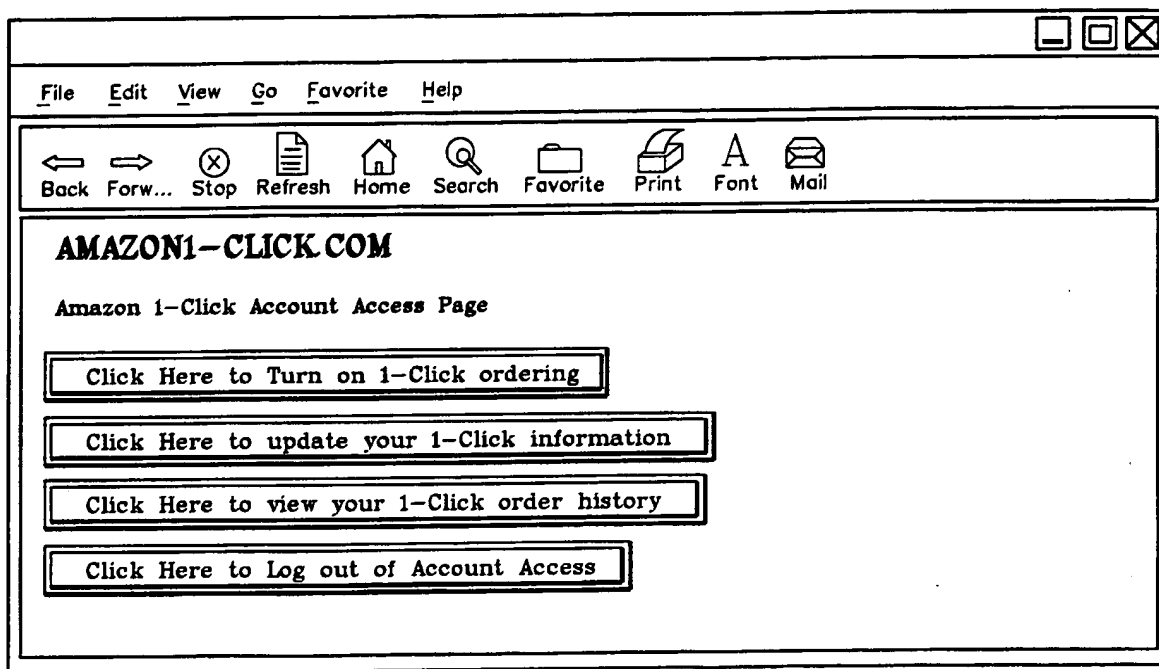 File Edit View Go Favorite Help
Back Forw... Stop Refresh Home Search Favorite Print Font Mail
AMAZON1-CLICK.COM
Amazon 1-Click Account Access Page
Click Here to Turn on 1-Click ordering
Click Here to update your 1-Click information
Click Here to view your 1-Click order history
Click Here to Log out of Account Access